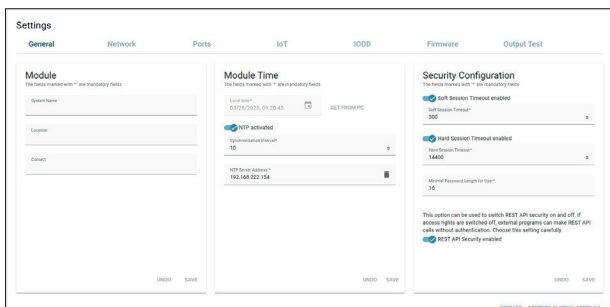 Settings
General Network Ports IoT IODD Firmware Output Test
Module
The fields marked with "*" are mandatory fields
System Name
Location
Contact
UNDO SAVE
Module Time
The fields marked with "*" are mandatory fields
Local time*
03/26/2025, 09:25:45
GET FROM PC
NTP activated
Synchronization interval*
10 s
NTP Server Address *
192.168.222.154
UNDO SAVE
Security Configuration
The fields marked with "*" are mandatory fields
Soft Session Timeout enabled
Soft Session Timeout*
300 s
Hard Session Timeout enabled
Hard Session Timeout*
14400 s
Minimal Password Length for User*
16
This option can be used to switch REST API security on and off. If
access rights are switched off, external programs can make REST API
calls without authentication. Choose this setting carefully.
REST API Security enabled
UNDO SAVE